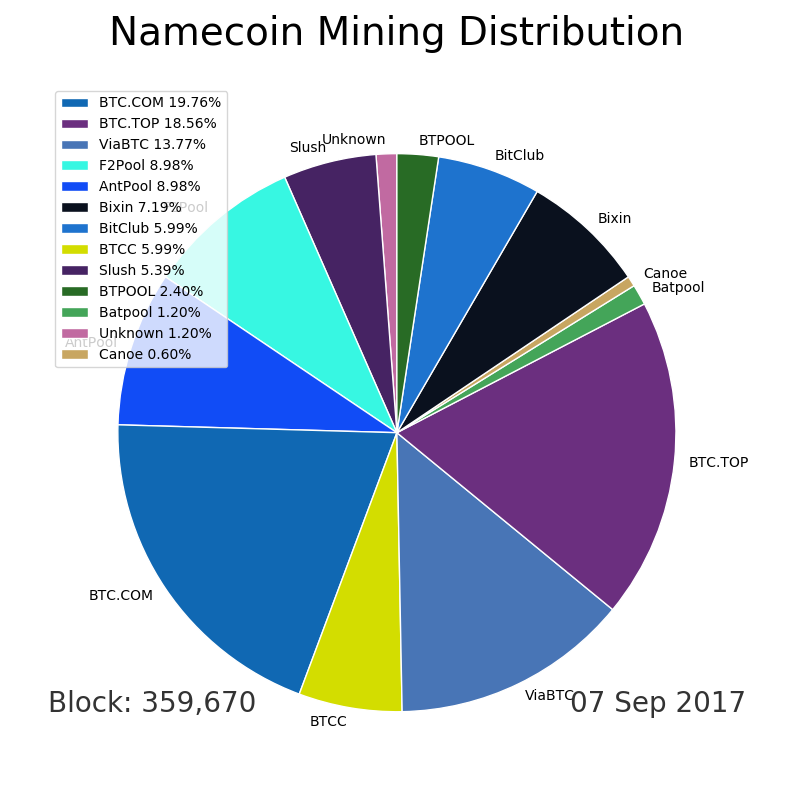 Namecoin Mining Distribution
BTC.COM 19.76%
BTC.TOP 18.56%
ViaBTC 13.77%
F2Pool 8.98%
AntPool 8.98%
Bixin 7.19%
BitClub 5.99%
BTCC 5.99%
Slush 5.39%
BTPOOL 2.40%
Batpool 1.20%
Unknown 1.20%
Canoe 0.60%
Slush
Unknown
BTPOOL
BitClub
Bixin
Canoe
Batpool
BTC.TOP
ViaBTC
BTCC
BTC.COM
AntPool
Block: 359,670
07 Sep 2017